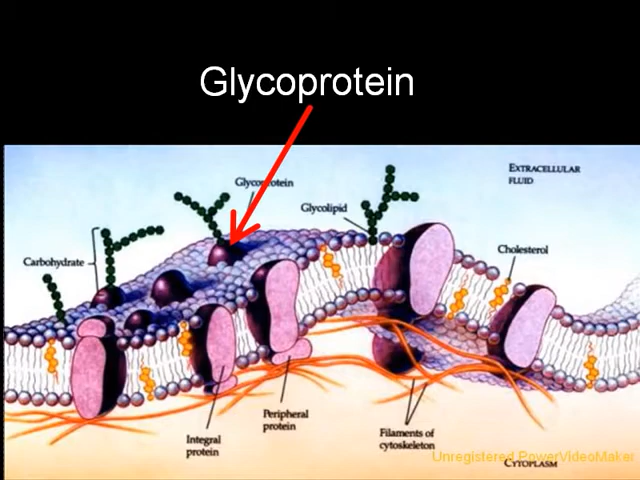 Glycoprotein
EXTRACELLULAR
FLUID
Glycoprotein
Glycolipid
Cholesterol
Carbohydrate
Peripheral
protein
Integral
protein
Filaments of
cytoskeleton
Unregistered PowerVideoMaker
CYTOPLASM